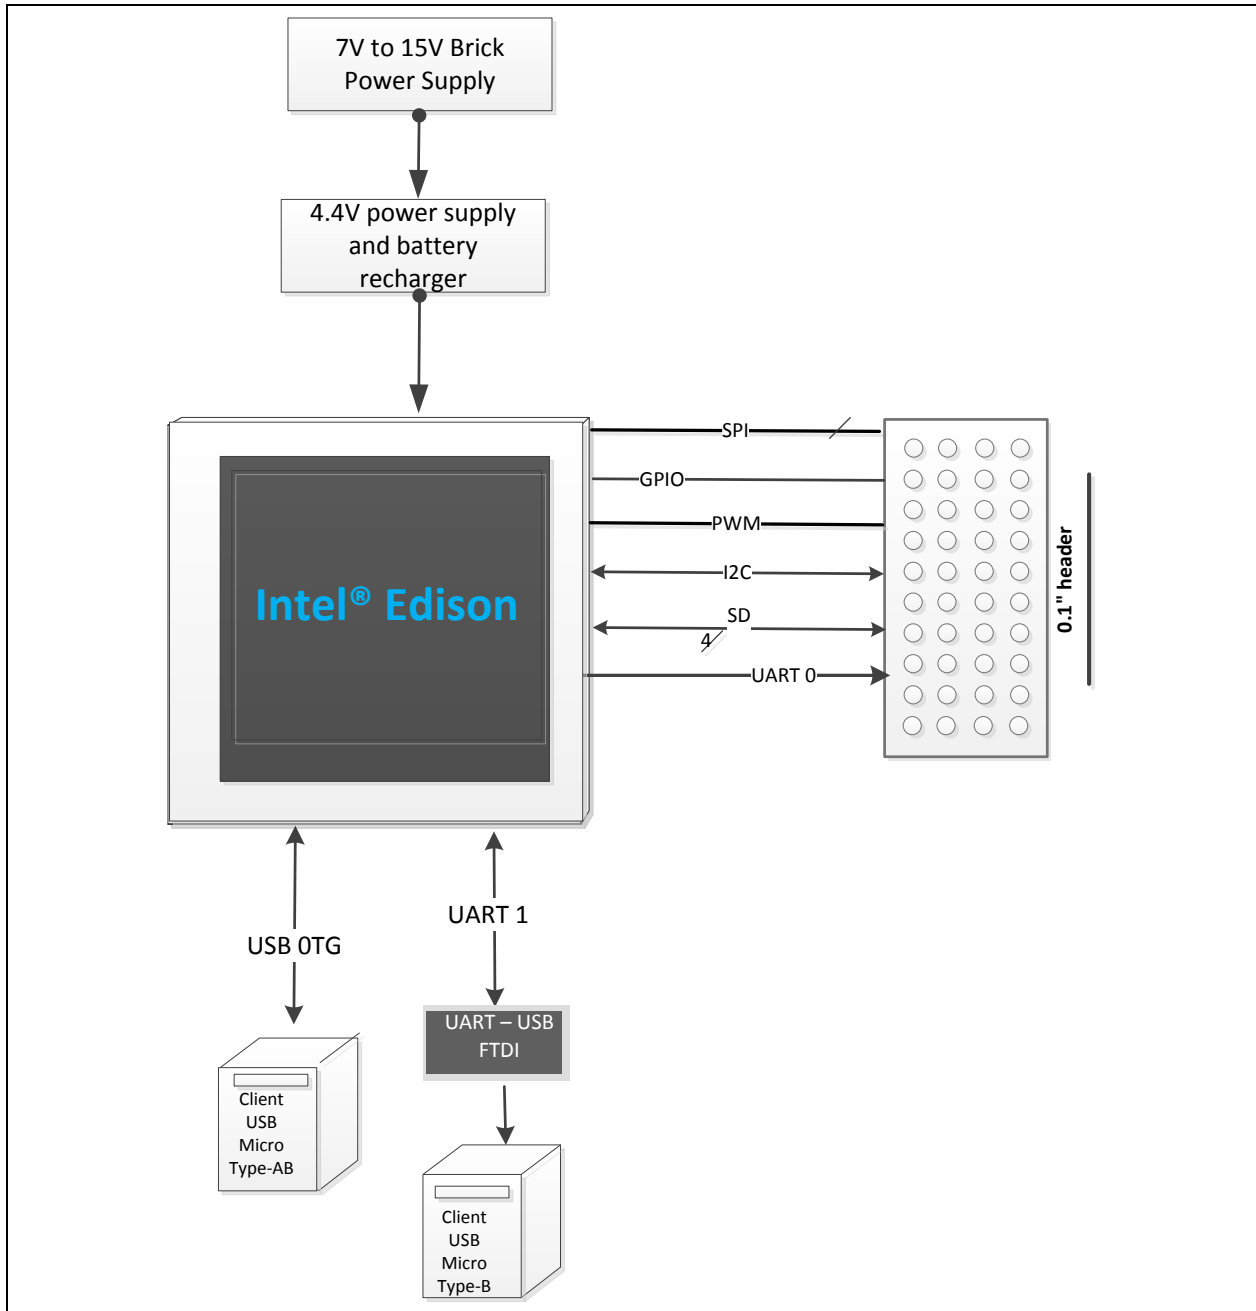 7V to 15V Brick
Power Supply
4.4V power supply
and battery
recharger
Intel® Edison
SPI
GPIO
PWM
I2C
SD
4
UART 0
0.1" header
USB 0TG
UART 1
UART – USB
FTDI
Client
USB
Micro
Type-AB
Client
USB
Micro
Type-B